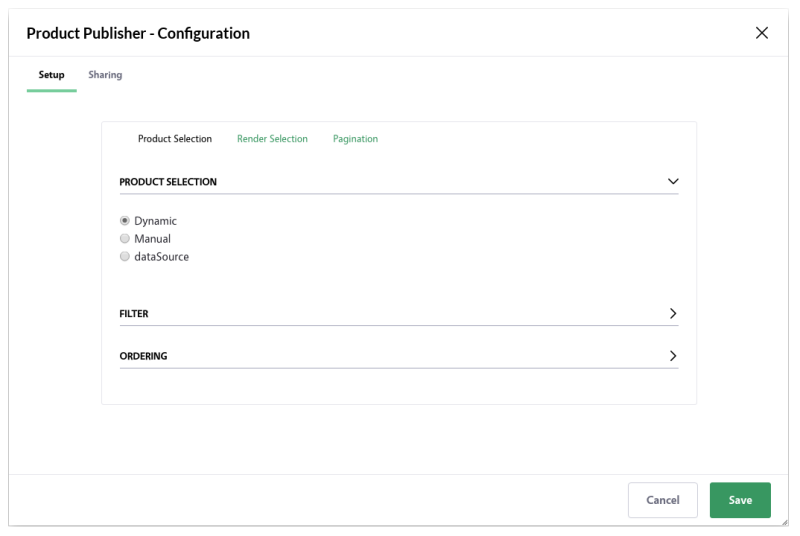 Product Publisher - Configuration
Setup Sharing
Product Selection Render Selection Pagination
PRODUCT SELECTION
Dynamic
Manual
dataSource
FILTER
ORDERING
Cancel Save